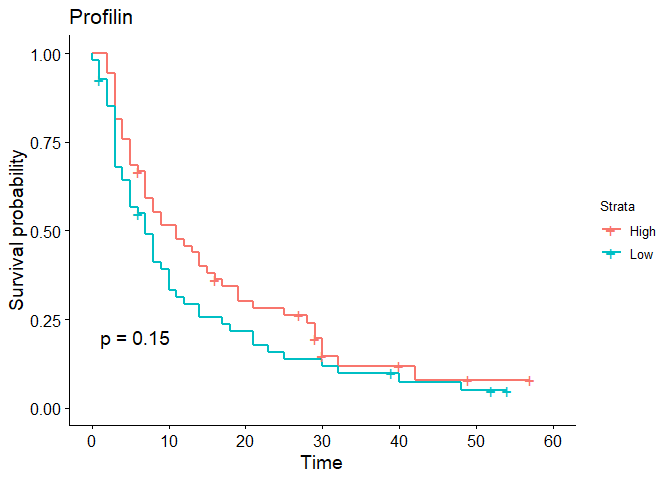 Profilin
Survival probability
1.00
0.75
0.50
0.25
0.00
p = 0.15
0 10 20 30 40 50 60
Time
Strata
High
Low